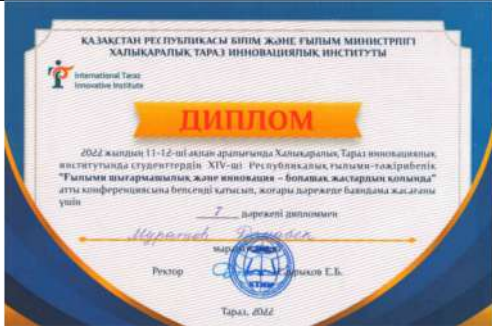 ҚАЗАҚСТАН РЕСПУБЛИКАСЫ БІЛІМ ЖӘНЕ ҒЫЛЫМ МИНИСТРЛІГІ
ХАЛЫҚАРАЛЫҚ ТАРАЗ ИННОВАЦИЯЛЫҚ ИНСТИТУТЫ
International Taraz
Innovative Institute
ДИПЛОМ
2022 жылдың 11-12-ші ақпан аралығында Халықаралық Тараз инновациялық
институтында студенттердің XIV-ші Республикалық ғылыми-тәжірибелік
"Ғылыми шығармашылық және инновация – болашақ жастардың қолында"
атты конференциясына белсенді қатысып, жоғары дәрежеде баяндама жасағаны
үшін
I дәрежелі дипломмен
Муратов
Ректор Е.Б.
Тараз, 2022